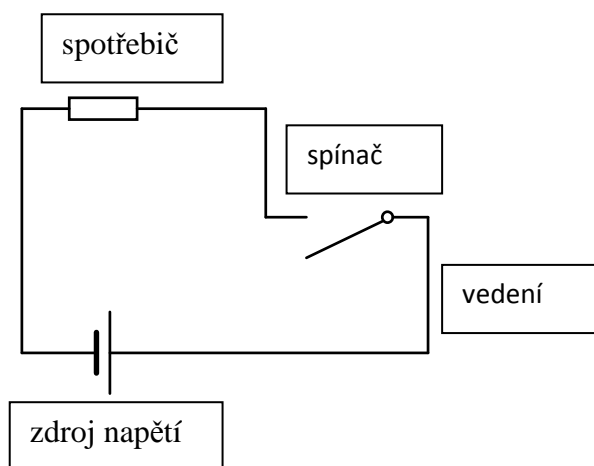 spotřebič
spínač
vedení
zdroj napětí